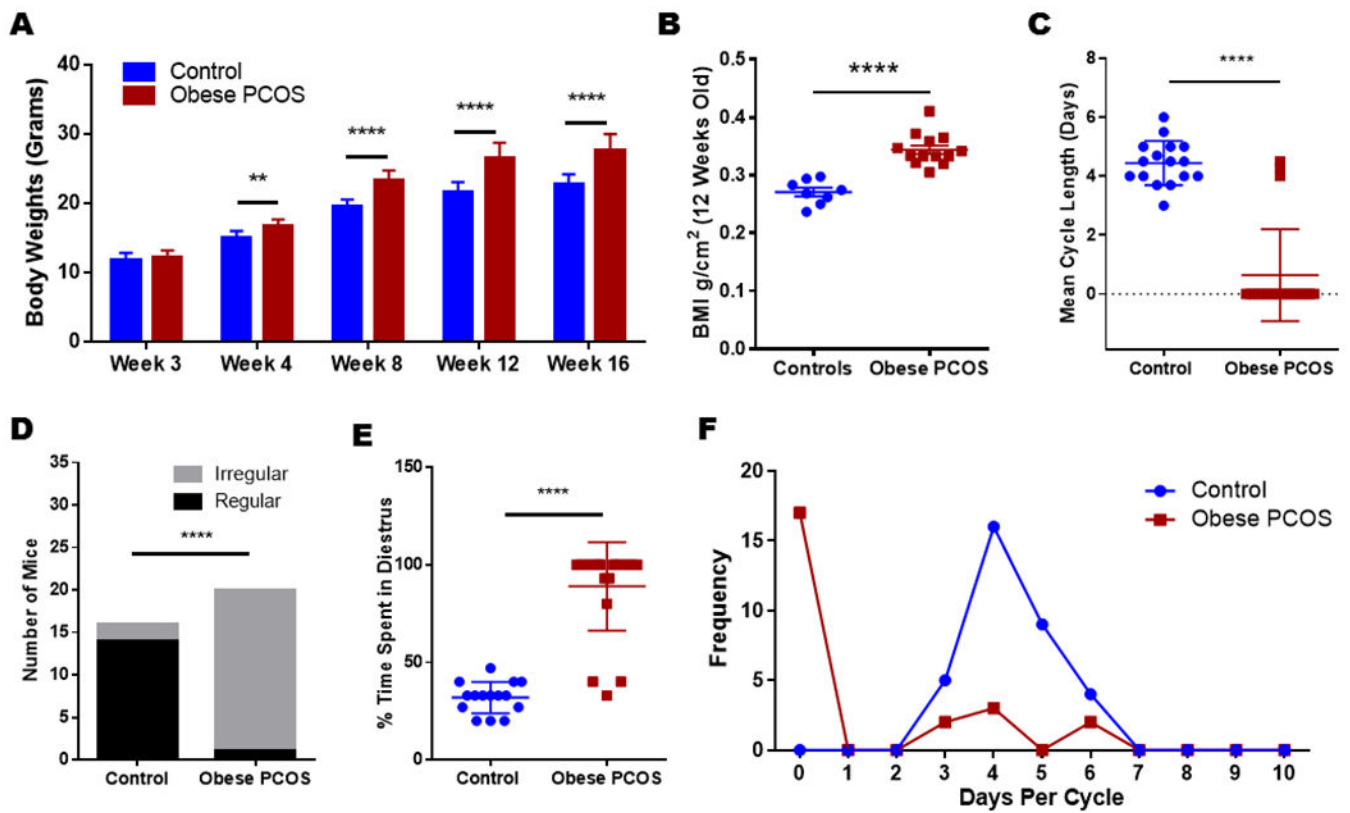 A
Body Weights (Grams)
40
30
20
10
0
Control
Obese PCOS
**
****
****
****
Week 3 Week 4 Week 8 Week 12 Week 16
B
BMI g/cm² (12 Weeks Old)
0.5
0.4
0.3
0.2
0.1
0.0
****
Controls Obese PCOS
C
Mean Cycle Length (Days)
8
6
4
2
0
****
Control Obese PCOS
D
Number of Mice
35
30
25
20
15
10
5
0
Irregular
Regular
****
Control Obese PCOS
E
% Time Spent in Diestrus
150
100
50
0
****
Control Obese PCOS
F
Frequency
20
15
10
5
0
Control
Obese PCOS
0 1 2 3 4 5 6 7 8 9 10
Days Per Cycle